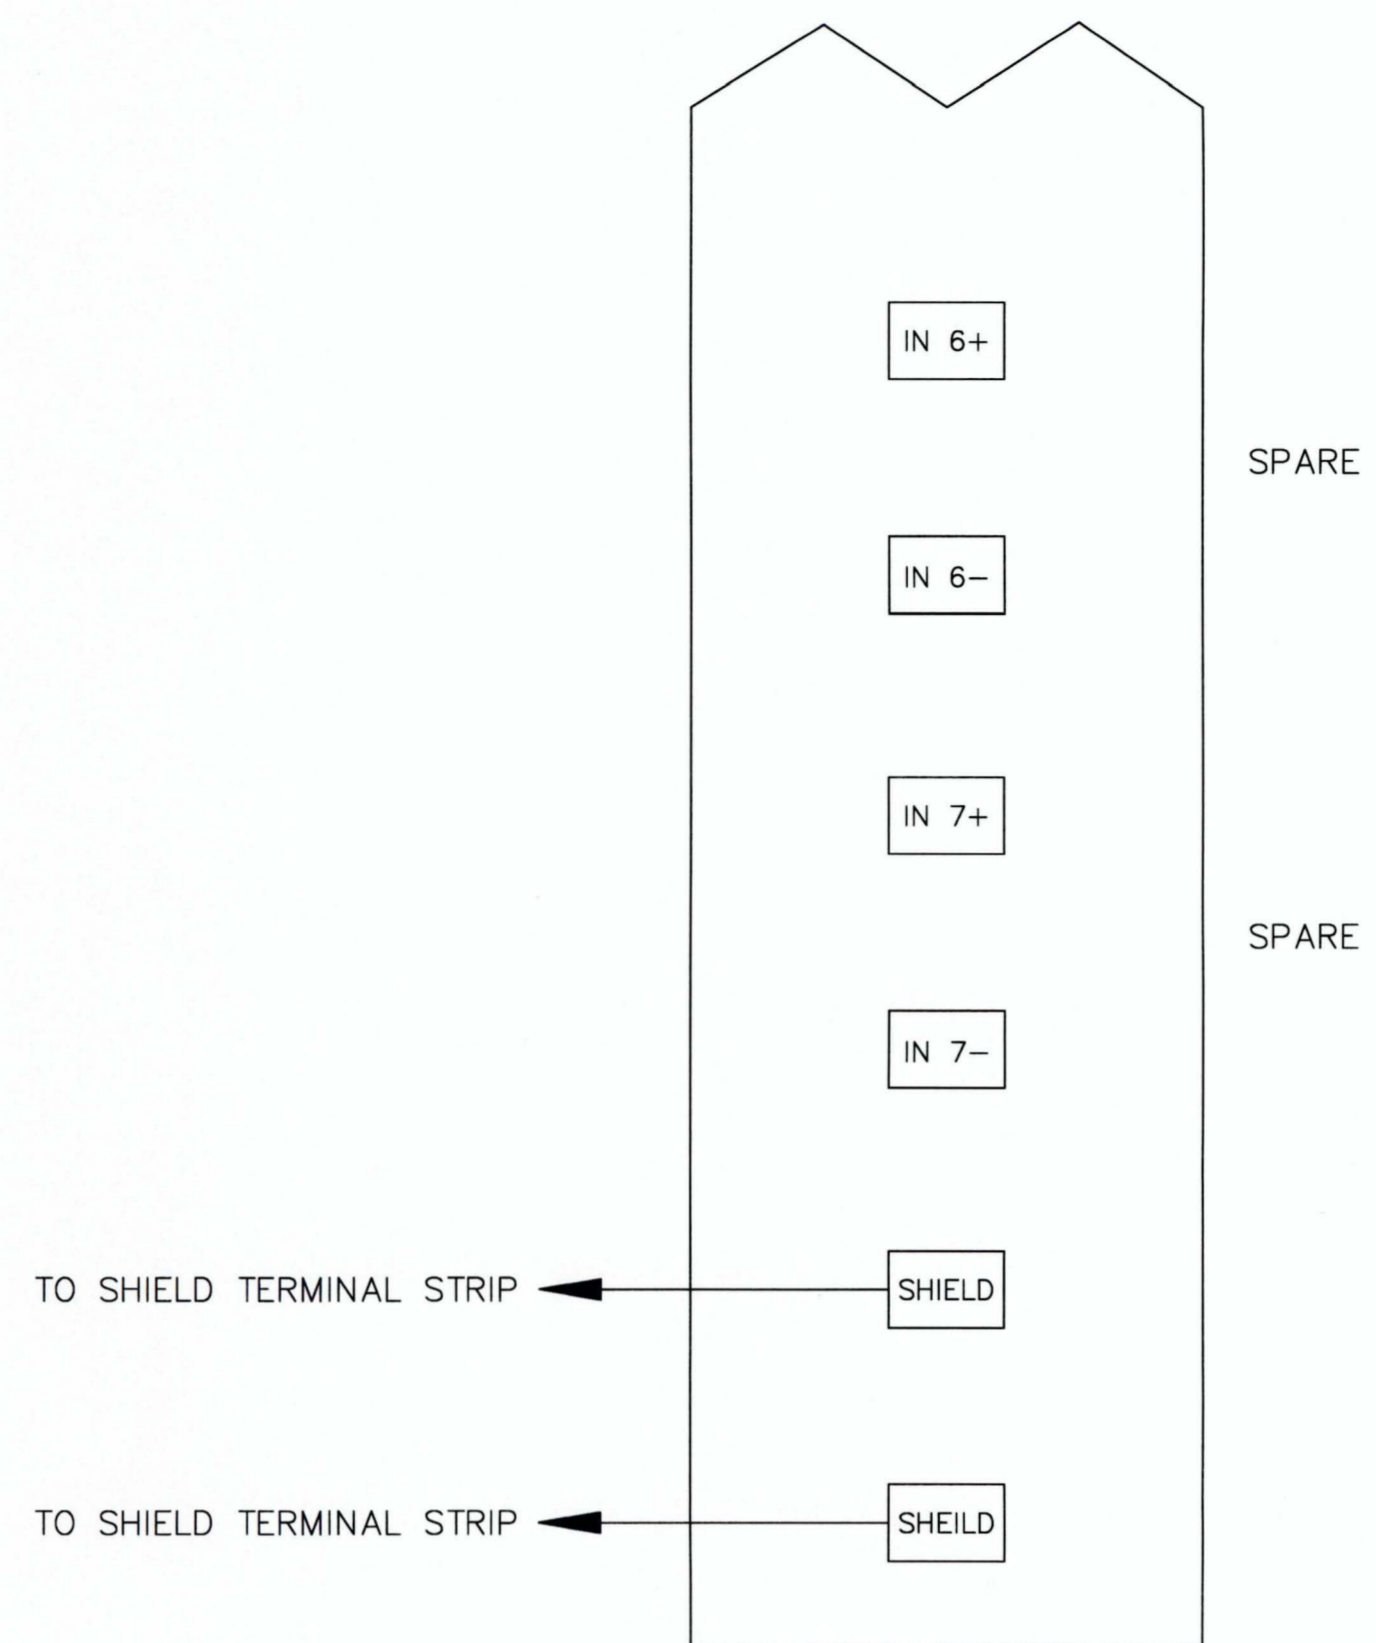 IN 6+
SPARE
IN 6-
IN 7+
SPARE
IN 7-
TO SHIELD TERMINAL STRIP SHIELD
TO SHIELD TERMINAL STRIP SHEILD